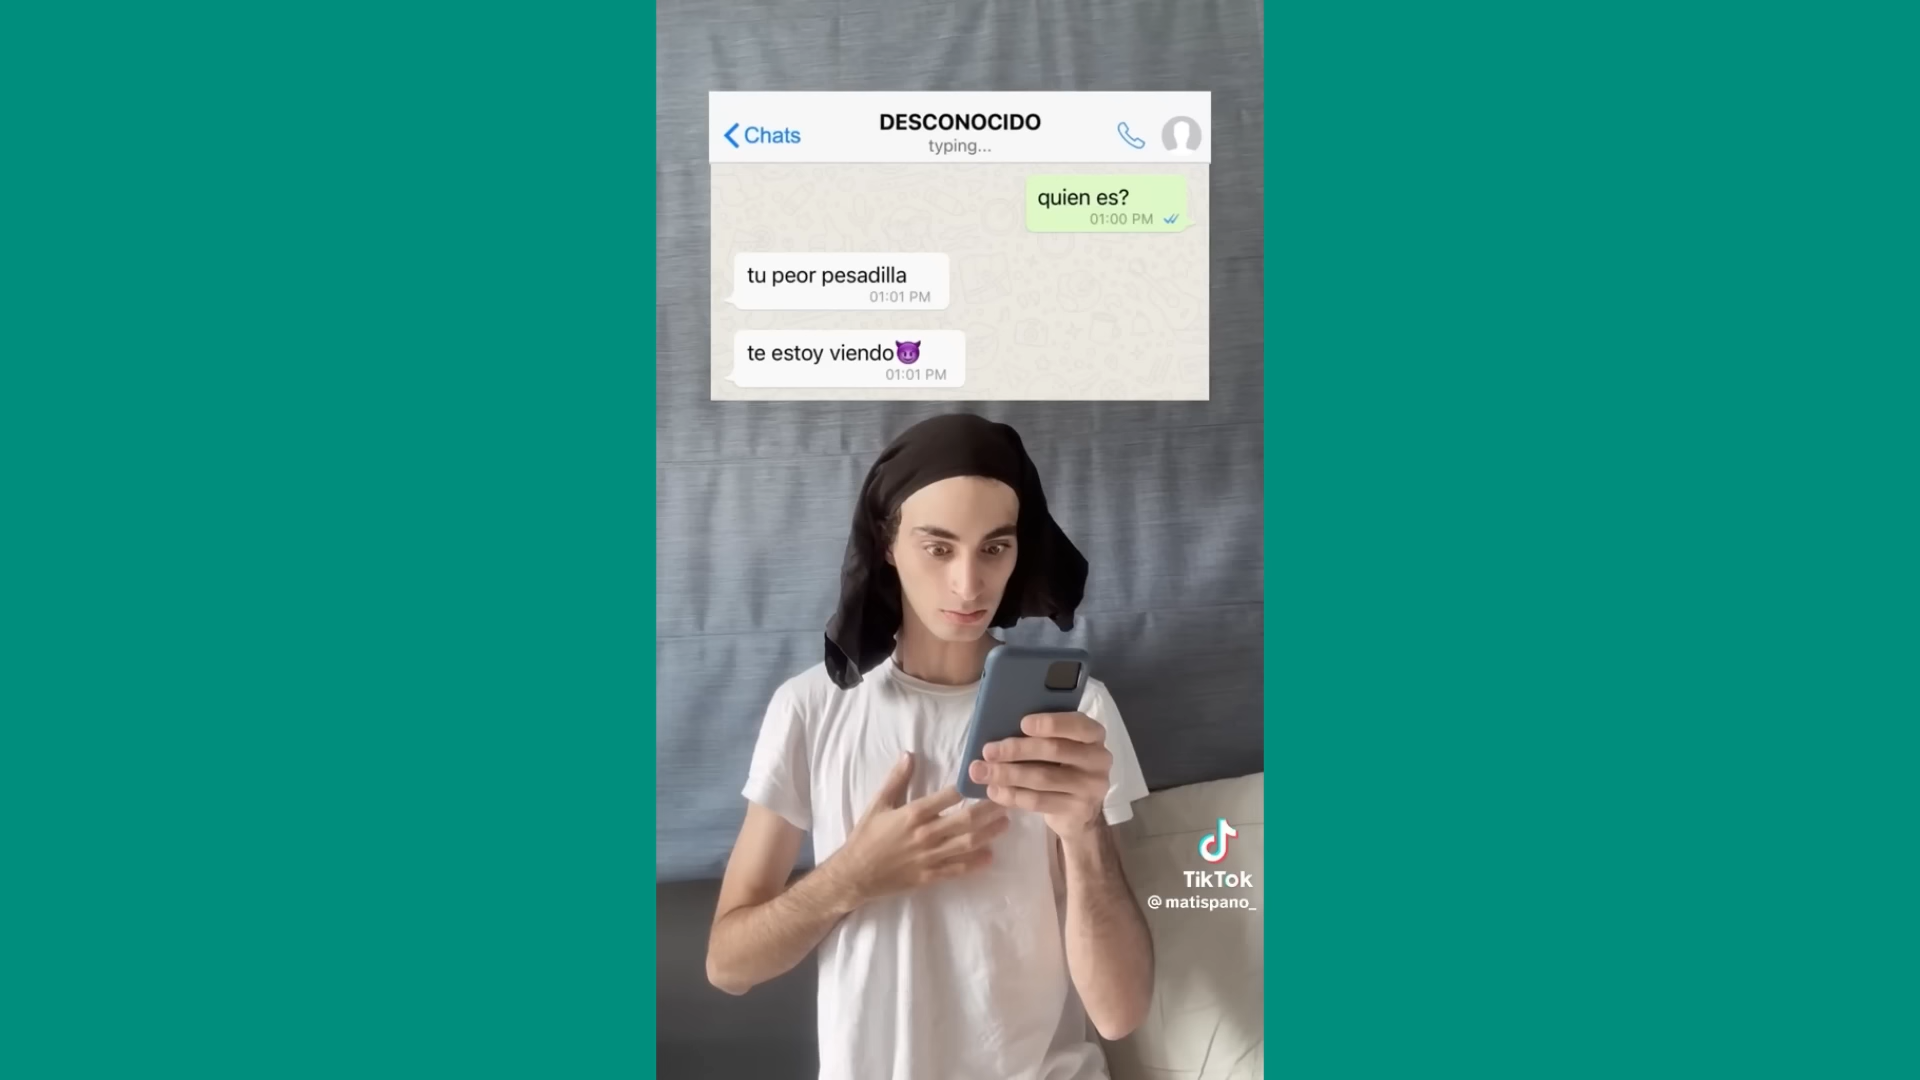 Chats
DESCONOCIDO
typing...
quien es?
01:00 PM
tu peor pesadilla
01:01 PM
te estoy viendo😈
01:01 PM
TikTok
@matispano_